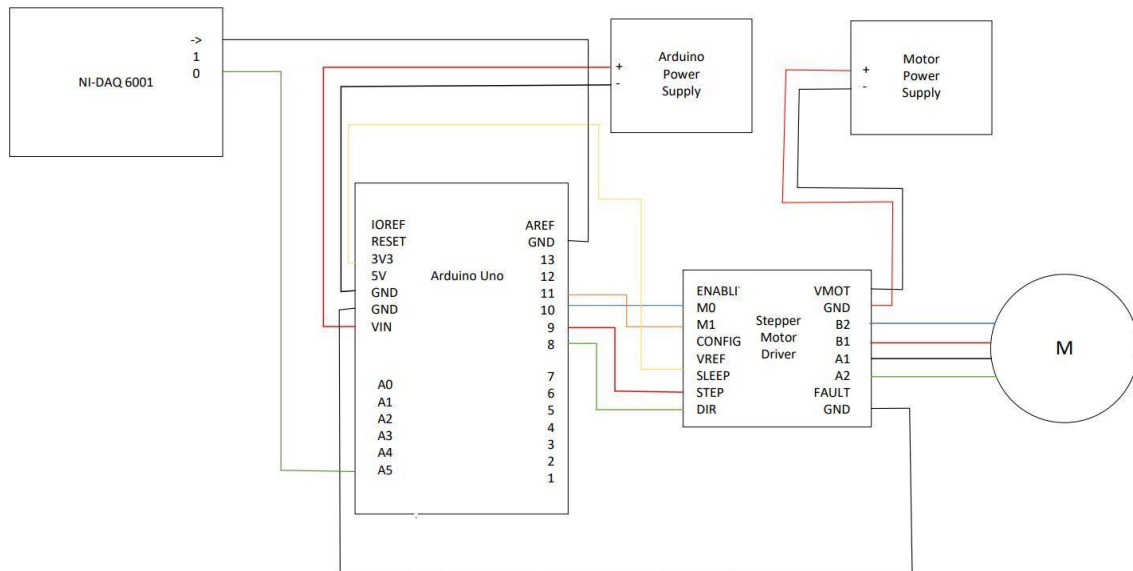 NI-DAQ 6001
->
1
0
Arduino
Power
Supply
+
-
Motor
Power
Supply
+
-
Arduino Uno
IOREF
RESET
3V3
5V
GND
GND
VIN
A0
A1
A2
A3
A4
A5
AREF
GND
13
12
11
10
9
8
7
6
5
4
3
2
1
Stepper
Motor
Driver
ENABLI
M0
M1
CONFIG
VREF
SLEEP
STEP
DIR
VMOT
GND
B2
B1
A1
A2
FAULT
GND
M